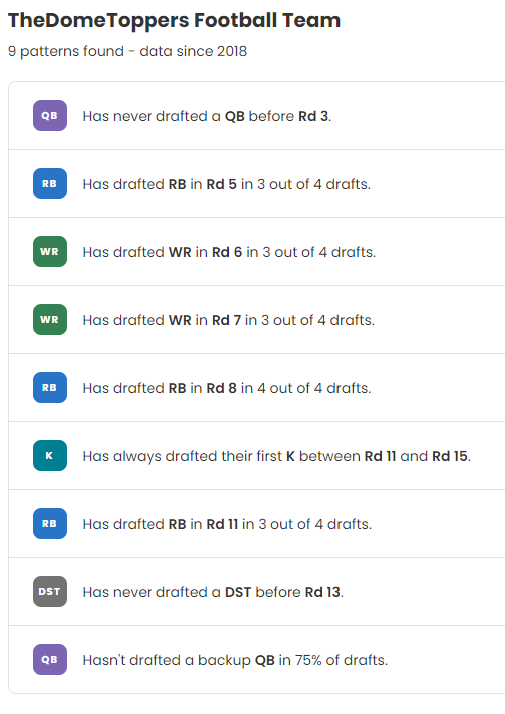 TheDomeToppers Football Team
9 patterns found - data since 2018
QB Has never drafted a QB before Rd 3.
RB Has drafted RB in Rd 5 in 3 out of 4 drafts.
WR Has drafted WR in Rd 6 in 3 out of 4 drafts.
WR Has drafted WR in Rd 7 in 3 out of 4 drafts.
RB Has drafted RB in Rd 8 in 4 out of 4 drafts.
K Has always drafted their first K between Rd 11 and Rd 15.
RB Has drafted RB in Rd 11 in 3 out of 4 drafts.
DST Has never drafted a DST before Rd 13.
QB Hasn't drafted a backup QB in 75% of drafts.